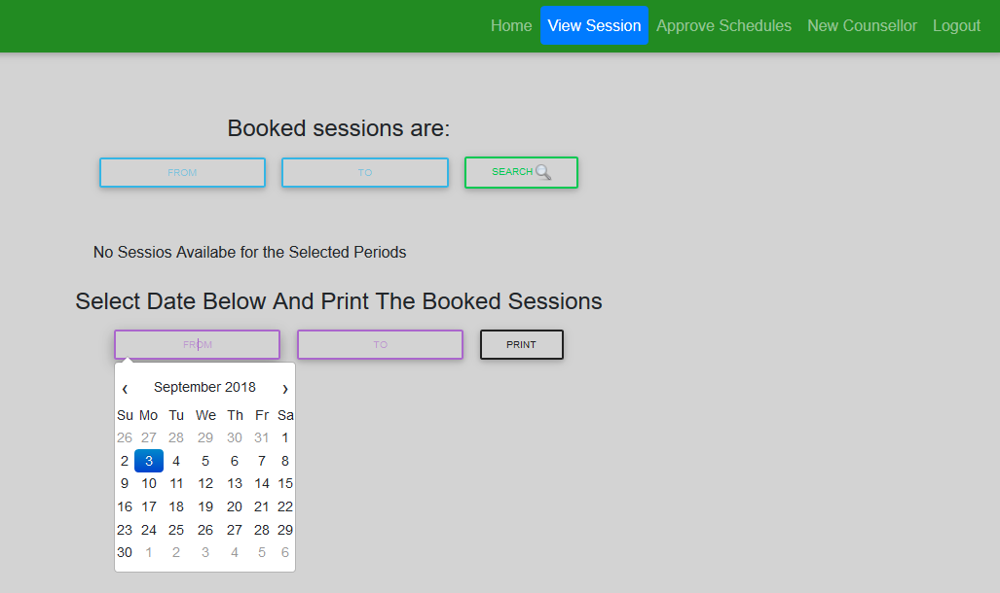 Home View Session Approve Schedules New Counsellor Logout
Booked sessions are:
FROM TO SEARCH
No Sessios Availabe for the Selected Periods
Select Date Below And Print The Booked Sessions
FROM TO PRINT
‹ September 2018 ›
Su Mo Tu We Th Fr Sa
26 27 28 29 30 31 1
2 3 4 5 6 7 8
9 10 11 12 13 14 15
16 17 18 19 20 21 22
23 24 25 26 27 28 29
30 1 2 3 4 5 6